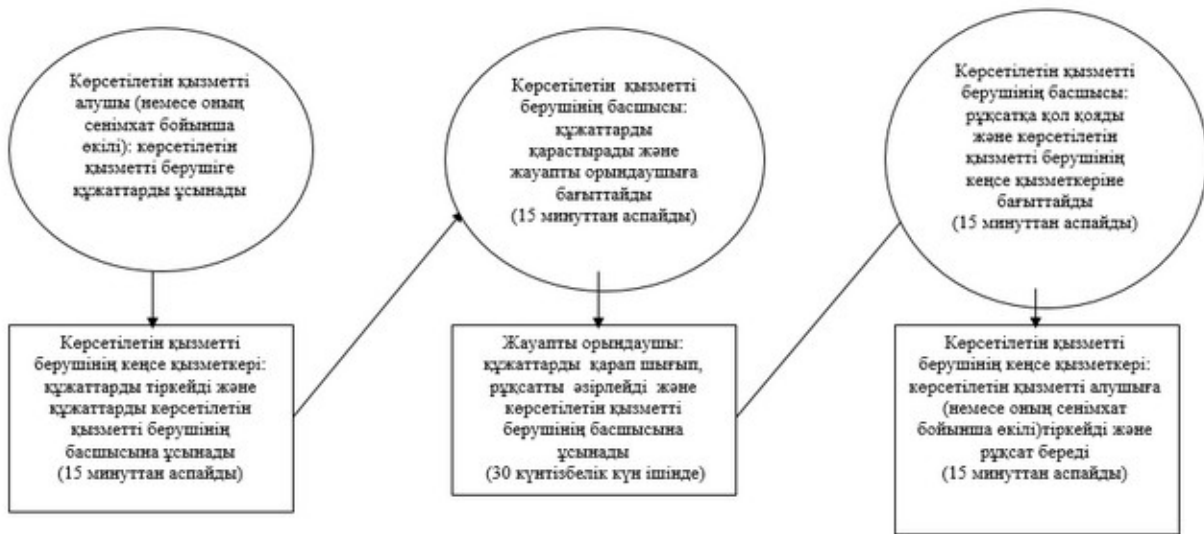 Көрсетілетін қызметті
алушы (немесе оның
сенімхат бойынша
өкілі): көрсетілетін
қызметті берушіге
құжаттарды ұсынады
Көрсетілетін қызметті
берушінің кеңсе қызметкері:
құжаттарды тіркейді және
құжаттарды көрсетілетін
қызметті берушінің
басшысына ұсынады
(15 минуттан аспайды)
Көрсетілетін қызметті
берушінің басшысы:
құжаттарды
қарастырады және
жауапты орындаушыға
бағыттайды
(15 минуттан аспайды)
Жауапты орындаушы:
құжаттарды қарап шығып,
рұқсатты әзірлейді және
көрсетілетін қызметті
берушінің басшысына
ұсынады
(30 күнтізбелік күн ішінде)
Көрсетілетін қызметті
берушінің басшысы:
рұқсатқа қол қояды
және көрсетілетін
қызметті берушінің
кеңсе қызметкеріне
бағыттайды
(15 минуттан аспайды)
Көрсетілетін қызметті
берушінің кеңсе қызметкері:
көрсетілетін қызметті алушыға
(немесе оның сенімхат
бойынша өкілі)тіркейді және
рұқсат береді
(15 минуттан аспайды)